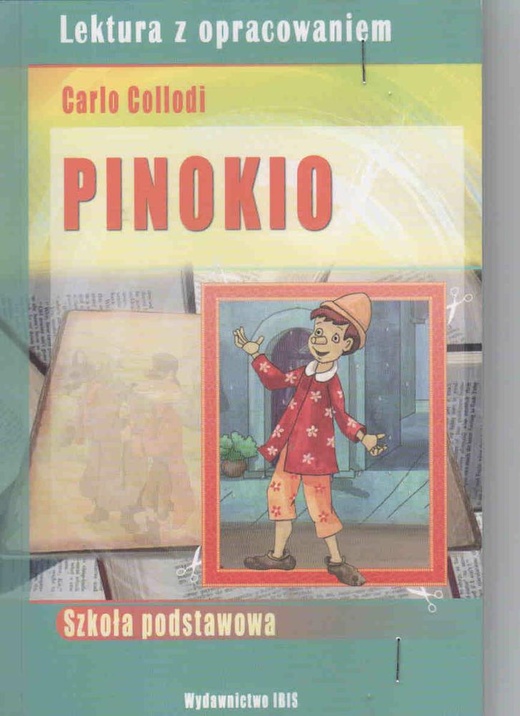 Lektura z opracowaniem
Carlo Collodi
PINOKIO
Szkoła podstawowa
Wydawnictwo IBIS